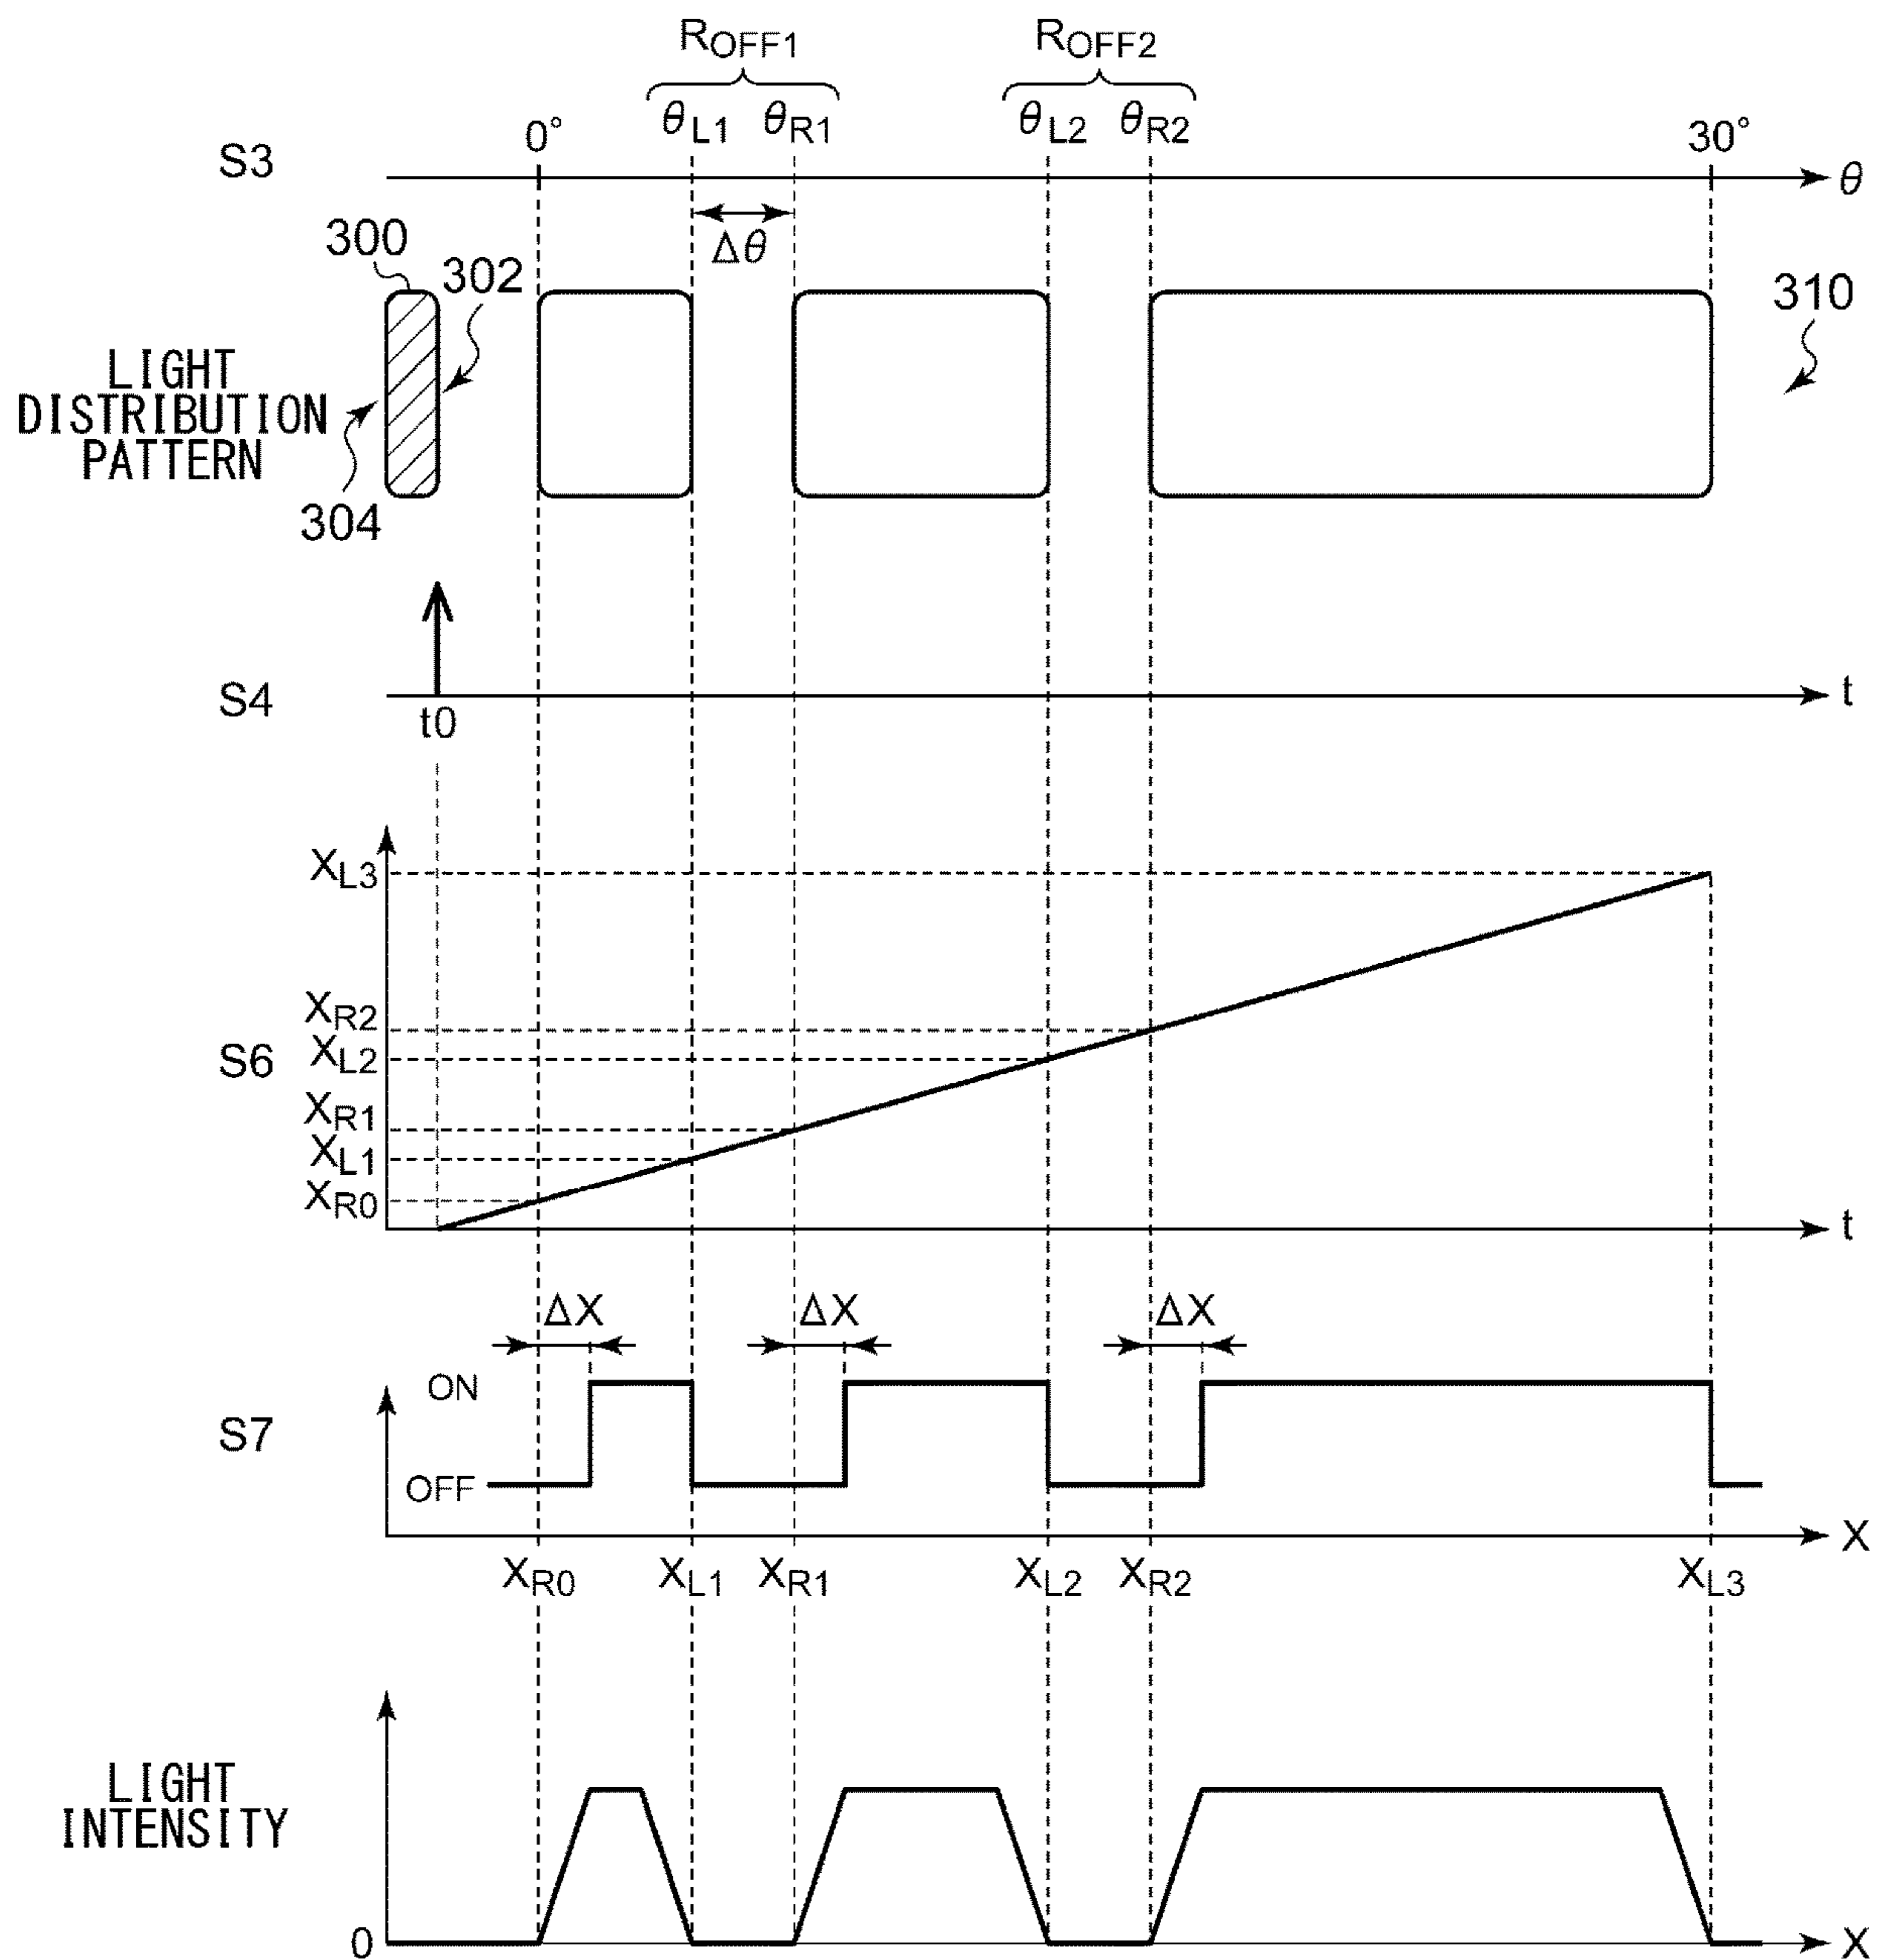 R_OFF1 R_OFF2
θ_L1 θ_R1 θ_L2 θ_R2
0° 30°
S3 θ
Δθ
300 302 310
LIGHT
DISTRIBUTION
PATTERN
304
S4 t
t0
X_L3
X_R2
S6 X_L2
X_R1
X_L1
X_R0
t
ΔX ΔX ΔX
ON
S7
OFF
X
X_R0 X_L1 X_R1 X_L2 X_R2 X_L3
LIGHT
INTENSITY
0 X